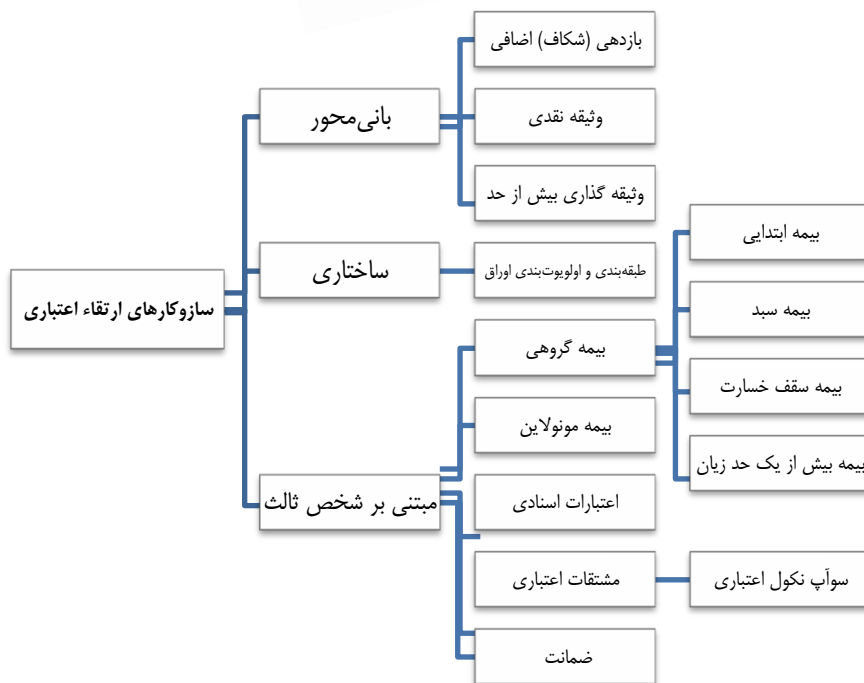 سازوکارهای ارتقاء اعتباری
بانی‌محور
بازدهی (شکاف) اضافی
وثیقه نقدی
وثیقه گذاری بیش از حد
ساختاری
طبقه‌بندی و اولویوت‌بندی اوراق
مبتنی بر شخص ثالث
بیمه گروهی
بیمه ابتدایی
بیمه سبد
بیمه سقف خسارت
بیمه بیش از یک حد زیان
بیمه مونولاین
اعتبارات اسنادی
مشتقات اعتباری
سوآپ نکول اعتباری
ضمانت